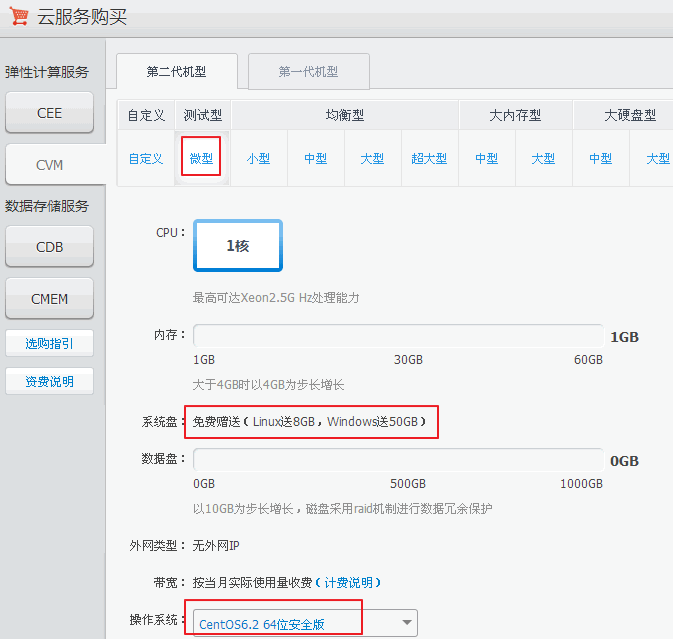 云服务购买
弹性计算服务
CEE
CVM
数据存储服务
CDB
CMEM
选购指引
资费说明
第二代机型 第一代机型
自定义 测试型 均衡型 大内存型 大硬盘型
自定义 微型 小型 中型 大型 超大型 中型 大型 中型 大型
CPU： 1核
最高可达Xeon2.5G Hz处理能力
内存： 1GB
1GB 30GB 60GB
大于4GB时以4GB为步长增长
系统盘：免费赠送（Linux送8GB，Windows送50GB）
数据盘： 0GB
0GB 500GB 1000GB
以10GB为步长增长，磁盘采用raid机制进行数据冗余保护
外网类型：无外网IP
带宽：按当月实际使用量收费（计费说明）
操作系统：CentOS6.2 64位安全版